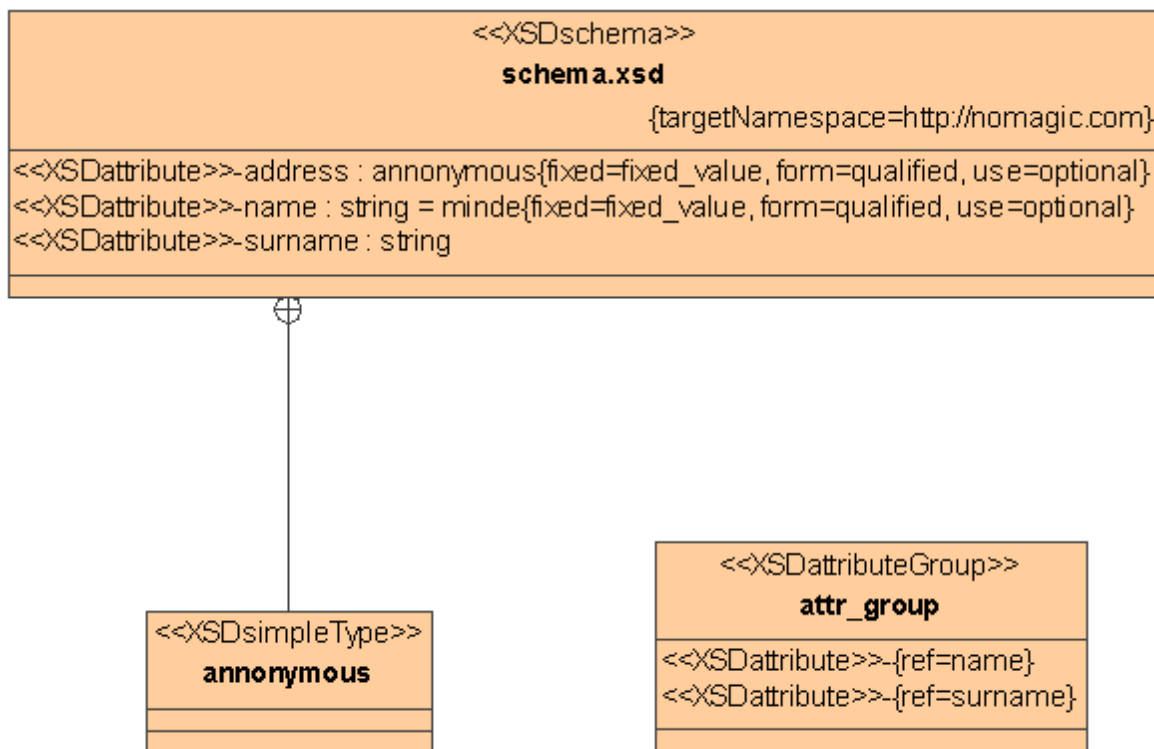 <<XSDschema>>
schema.xsd
{targetNamespace=http://nomagic.com}
<<XSDattribute>>-address : annonymous{fixed=fixed_value, form=qualified, use=optional}
<<XSDattribute>>-name : string = minde{fixed=fixed_value, form=qualified, use=optional}
<<XSDattribute>>-surname : string
<<XSDattributeGroup>>
attr_group
<<XSDsimpleType>>
annonymous
<<XSDattribute>>-{ref=name}
<<XSDattribute>>-{ref=surname}